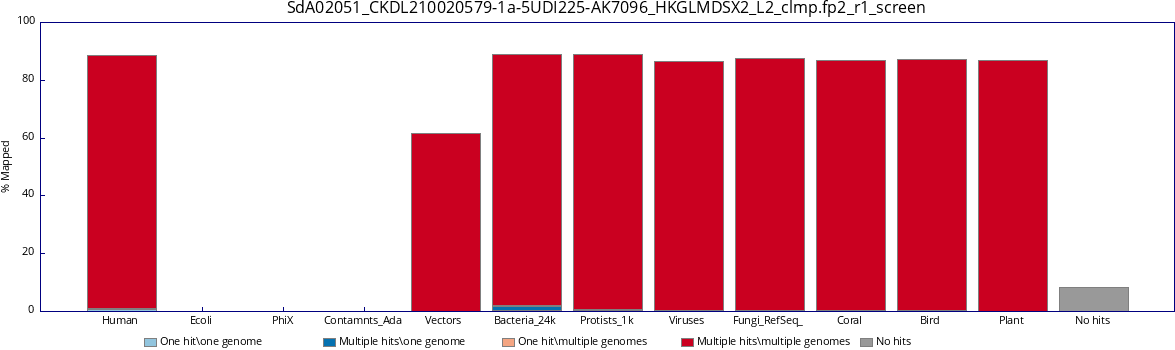 SdA02051_CKDL210020579-1a-5UDI225-AK7096_HKGLMDSX2_L2_clmp.fp2_r1_screen
100
80
60
40
20
0
% Mapped
Human Ecoli PhiX Contamnts_Ada Vectors Bacteria_24k Protists_1k Viruses Fungi_RefSeq_ Coral Bird Plant No hits
One hit\one genome Multiple hits\one genome One hit\multiple genomes Multiple hits\multiple genomes No hits